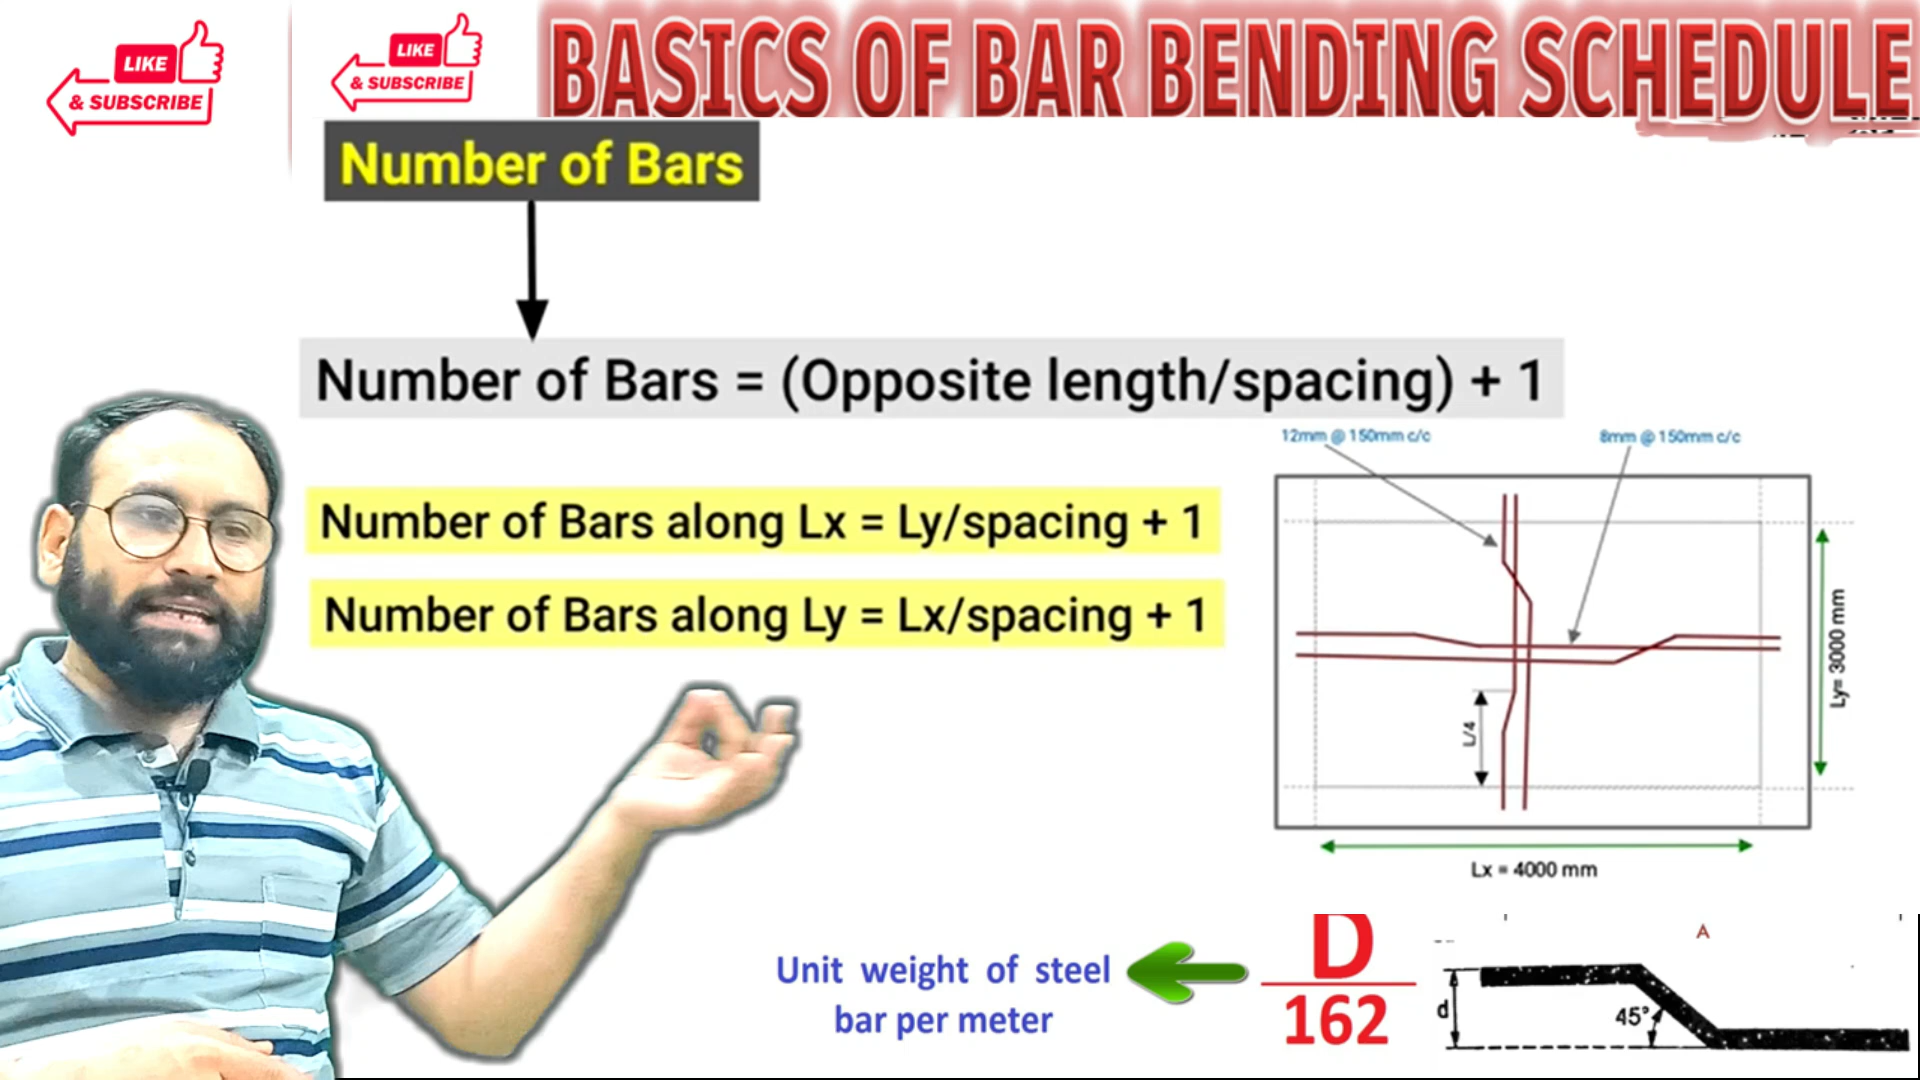 LIKE
& SUBSCRIBE
LIKE
& SUBSCRIBE
BASICS OF BAR BENDING SCHEDULE
Number of Bars
Number of Bars = (Opposite length/spacing) + 1
12mm @ 150mm c/c
8mm @ 150mm c/c
Number of Bars along Lx = Ly/spacing + 1
Number of Bars along Ly = Lx/spacing + 1
Ly= 3000 mm
L/4
Lx = 4000 mm
Unit weight of steel
bar per meter
D
162
A
d
45°